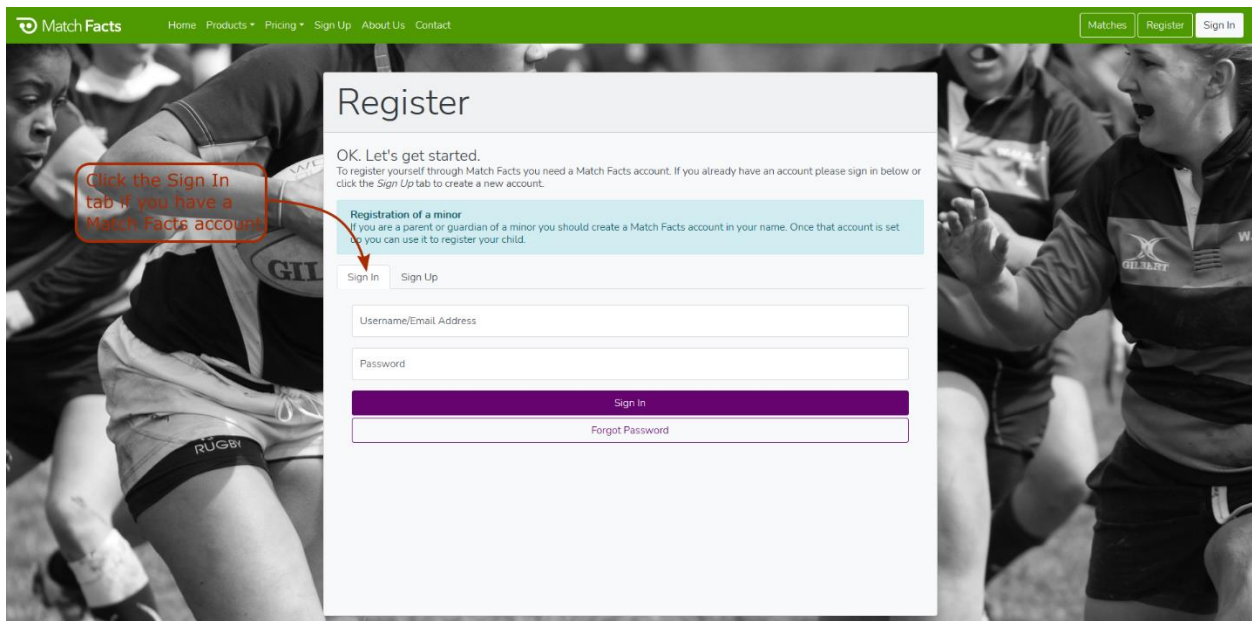 Match Facts Home Products Pricing Sign Up About Us Contact Matches Register Sign In
Register
OK. Let's get started.
To register yourself through Match Facts you need a Match Facts account. If you already have an account please sign in below or
click the Sign Up tab to create a new account.
Click the Sign In
tab if you have a
Match Facts account
Registration of a minor
If you are a parent or guardian of a minor you should create a Match Facts account in your name. Once that account is set
up you can use it to register your child.
GIL
GILBERT
W
Sign In Sign Up
Username/Email Address
Password
Sign In
Forgot Password
RUGBY